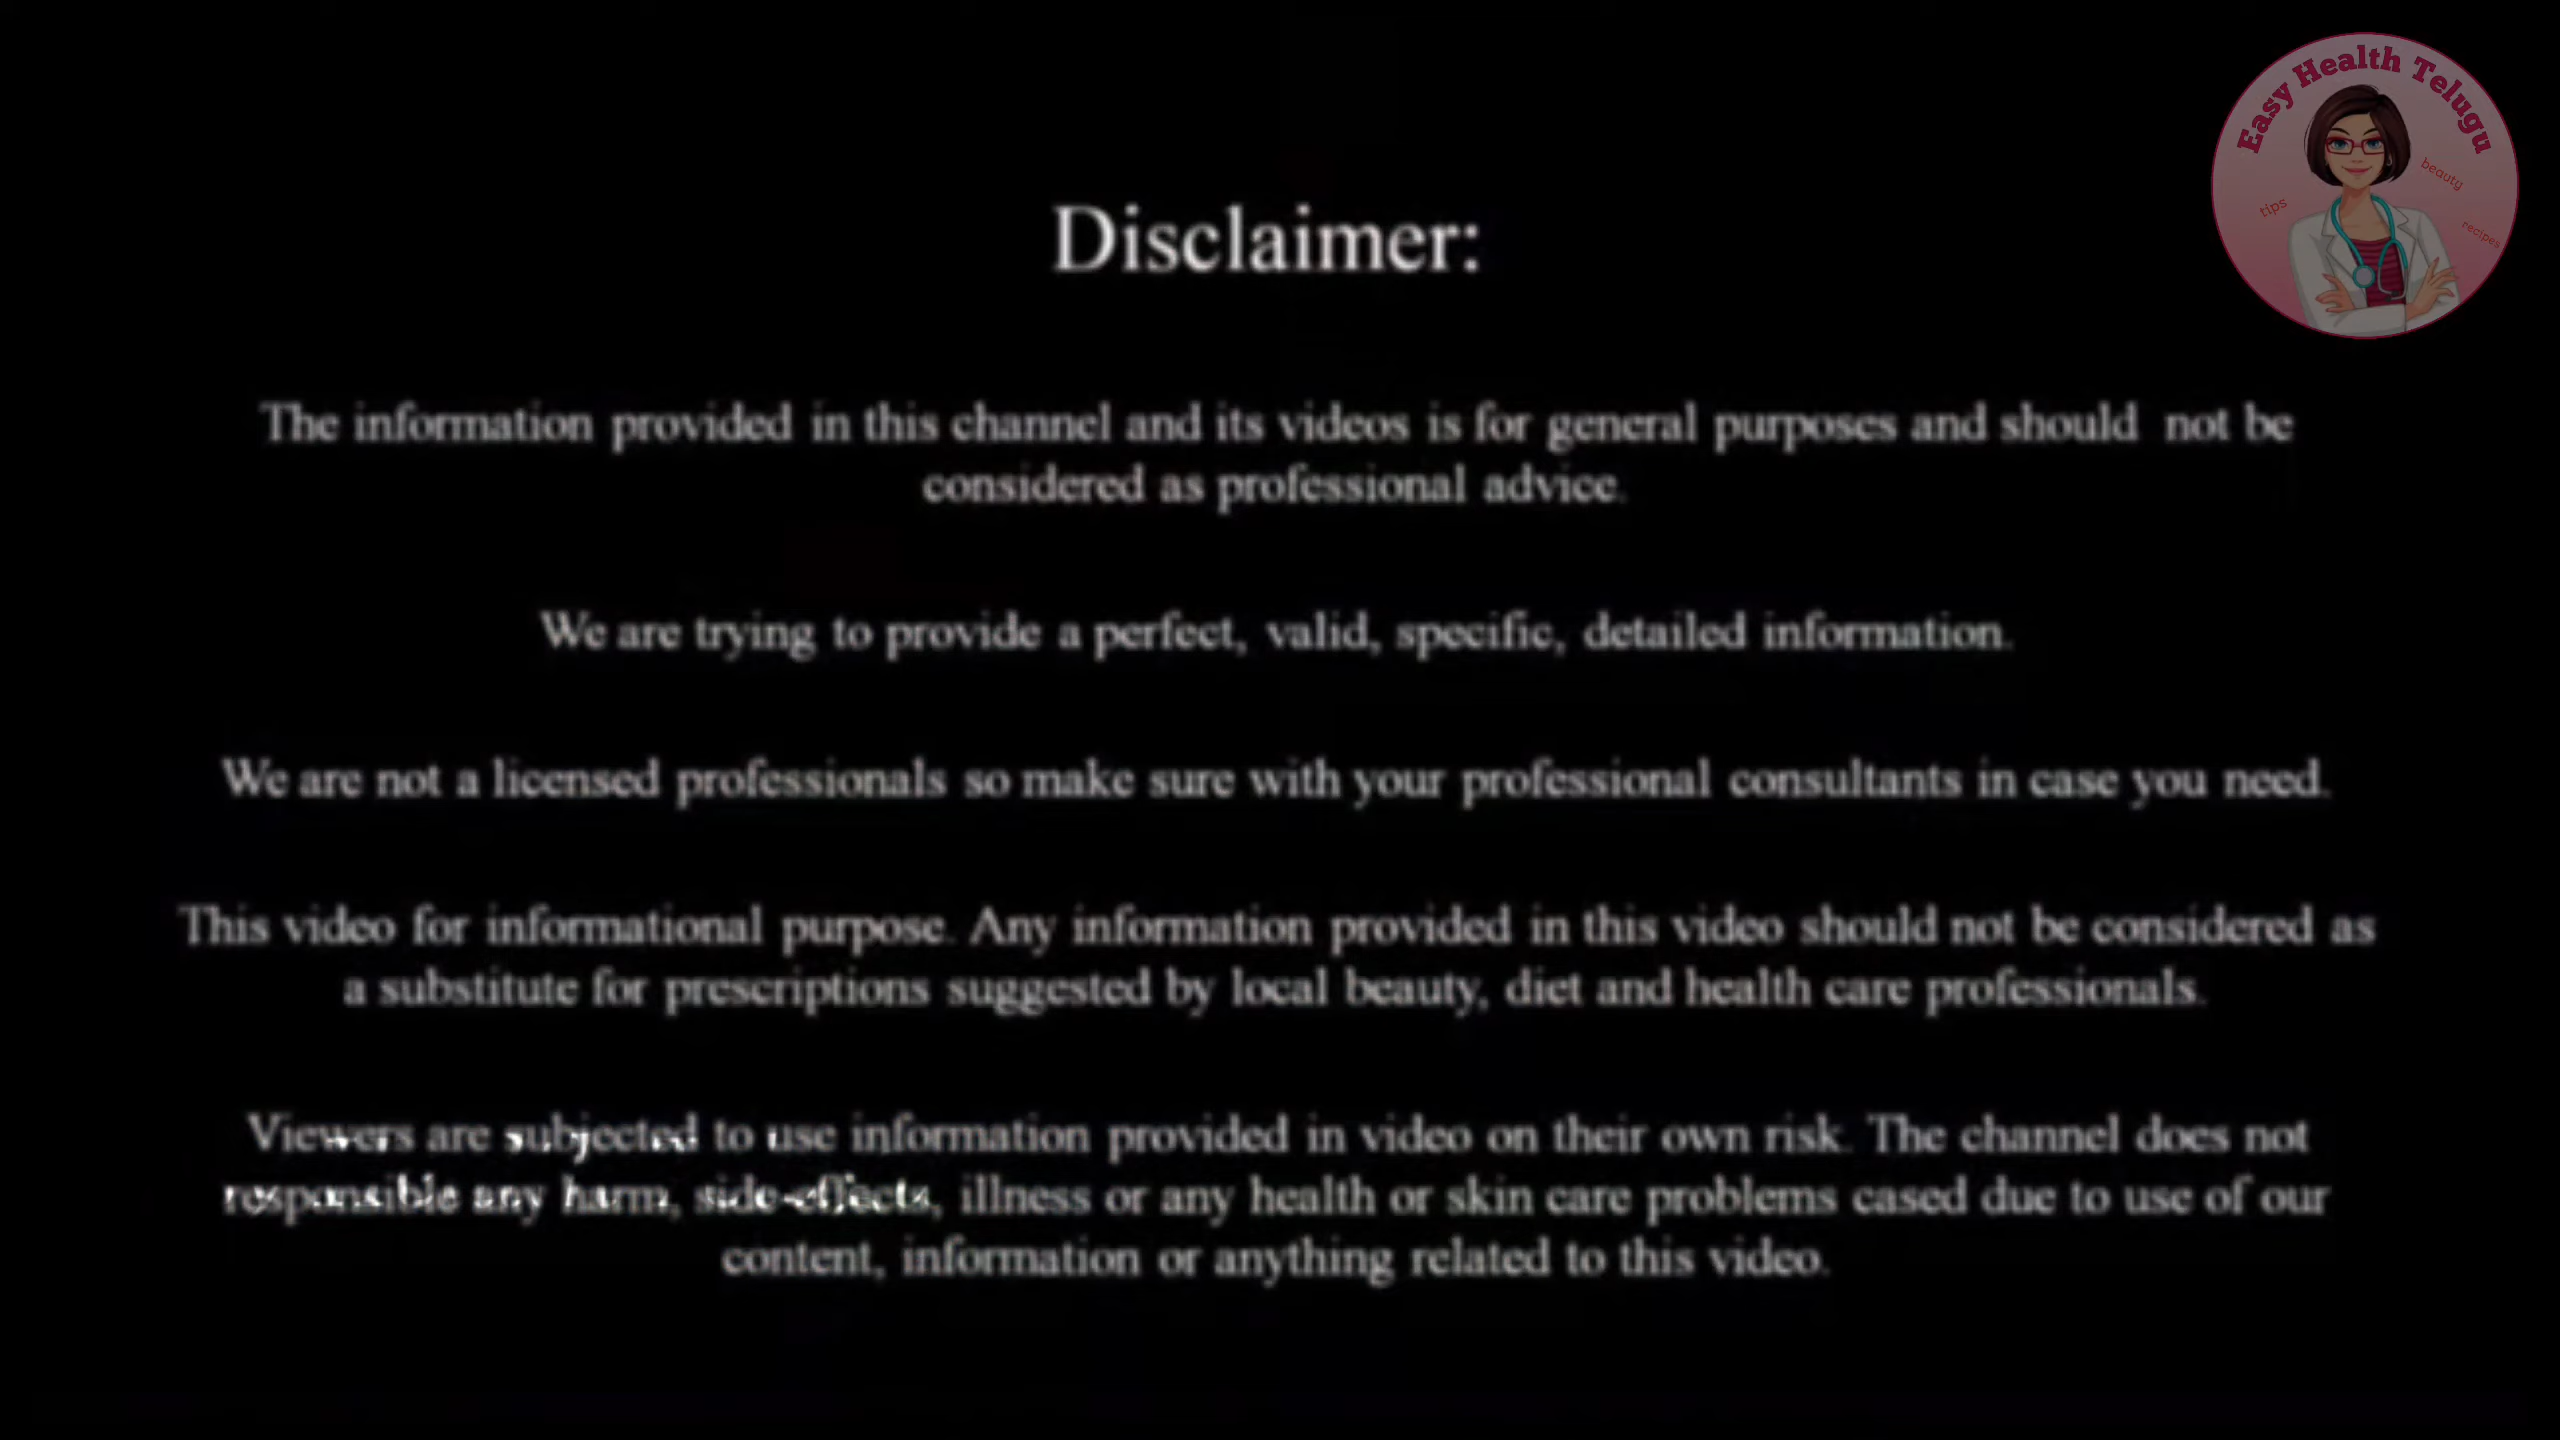 Easy Health Telugu
beauty
tips
recipes
Disclaimer:
The information provided in this channel and its videos is for general purposes and should not be
considered as professional advice.
We are trying to provide a perfect, valid, specific, detailed information.
We are not a licensed professionals so make sure with your professional consultants in case you need.
This video for informational purpose. Any information provided in this video should not be considered as
a substitute for prescriptions suggested by local beauty, diet and health care professionals.
Viewers are subjected to use information provided in video on their own risk. The channel does not
responsible any harm, side-effects, illness or any health or skin care problems cased due to use of our
content, information or anything related to this video.